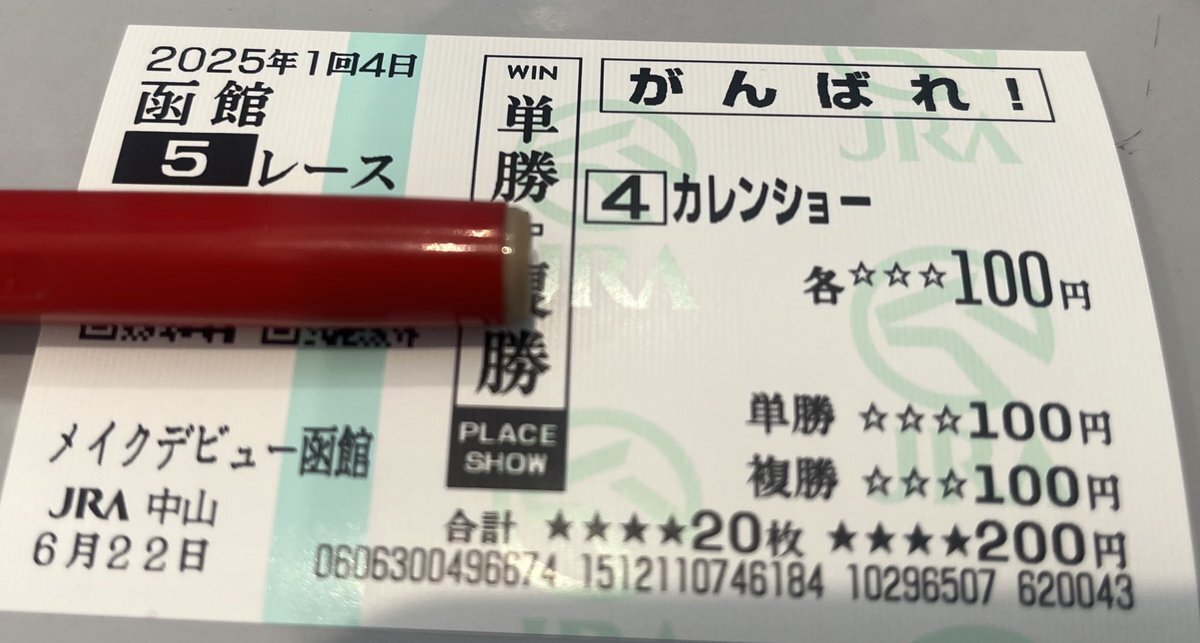 2025年1回4日
函館
5レース
WIN
単勝
勝
PLACE
SHOW
がんばれ!
4カレンショー
各☆☆☆100円
単勝 ☆☆☆100円
複勝 ☆☆☆100円
メイクデビュー函館
JRA 中山
6月22日
合計 ★★★★20枚 ★★★★200円
0606300496674 1512110746184 10296507 620043
JRA
JRA